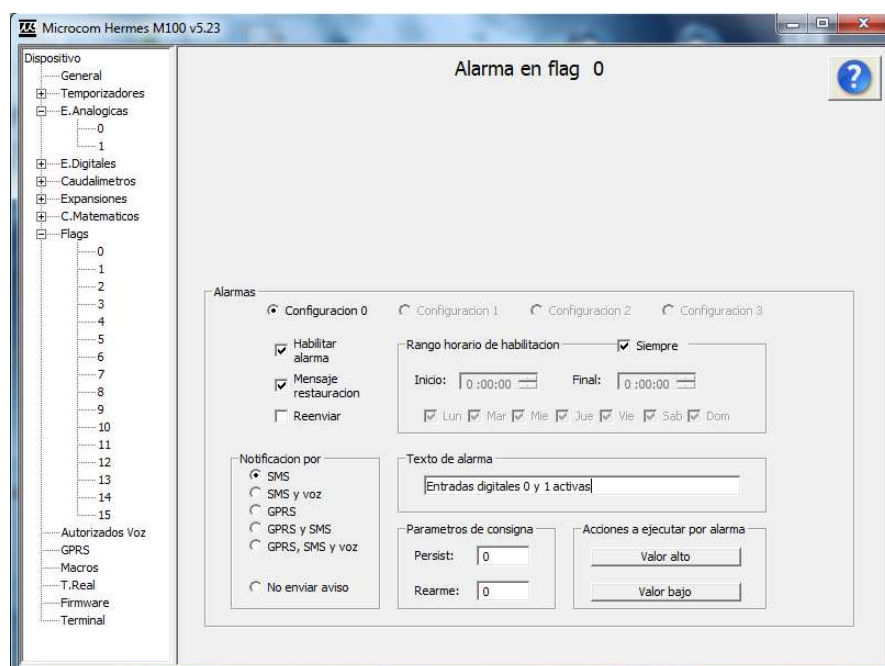 Microcom Hermes M100 v5.23
Dispositivo
General
Temporizadores
E.Analogicas
0
1
E.Digitales
Caudalimetros
Expansiones
C.Matematicos
Flags
0
1
2
3
4
5
6
7
8
9
10
11
12
13
14
15
Autorizados Voz
GPRS
Macros
T.Real
Firmware
Terminal
Alarma en flag 0
?
Alarmas
Configuracion 0 Configuracion 1 Configuracion 2 Configuracion 3
Habilitar
alarma
Mensaje
restauracion
Reenviar
Rango horario de habilitacion Siempre
Inicio: 0 :00:00 Final: 0 :00:00
Lun Mar Mie Jue Vie Sab Dom
Notificacion por
SMS
SMS y voz
GPRS
GPRS y SMS
GPRS, SMS y voz
No enviar aviso
Texto de alarma
Entradas digitales 0 y 1 activas
Parametros de consigna
Persist: 0
Rearme: 0
Acciones a ejecutar por alarma
Valor alto
Valor bajo